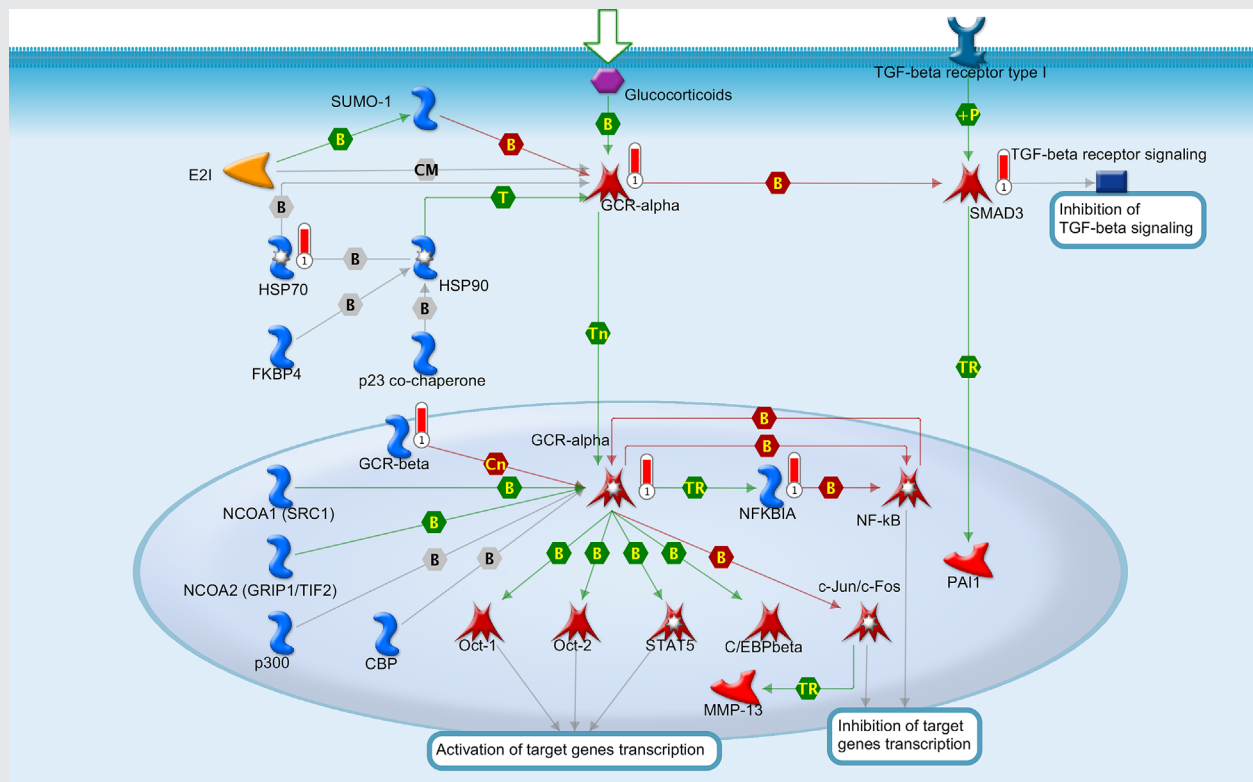 TGF-beta receptor type I
Glucocorticoids
SUMO-1
B
B
B
+P
E2I
CM
TGF-beta receptor signaling
1
1
B
GCR-alpha
SMAD3
B
T
Inhibition of
TGF-beta signaling
HSP70
1
B
HSP90
B
B
FKBP4
p23 co-chaperone
Tn
TR
GCR-beta
1
GCR-alpha
B
B
Cn
NCOA1 (SRC1)
B
1
TR
NFKBIA
1
B
NF-kB
NCOA2 (GRIP1/TIF2)
B
B
B
B
B
B
B
B
PAI1
p300
CBP
Oct-1
Oct-2
STAT5
C/EBPbeta
c-Jun/c-Fos
MMP-13
TR
Activation of target genes transcription
Inhibition of target
genes transcription